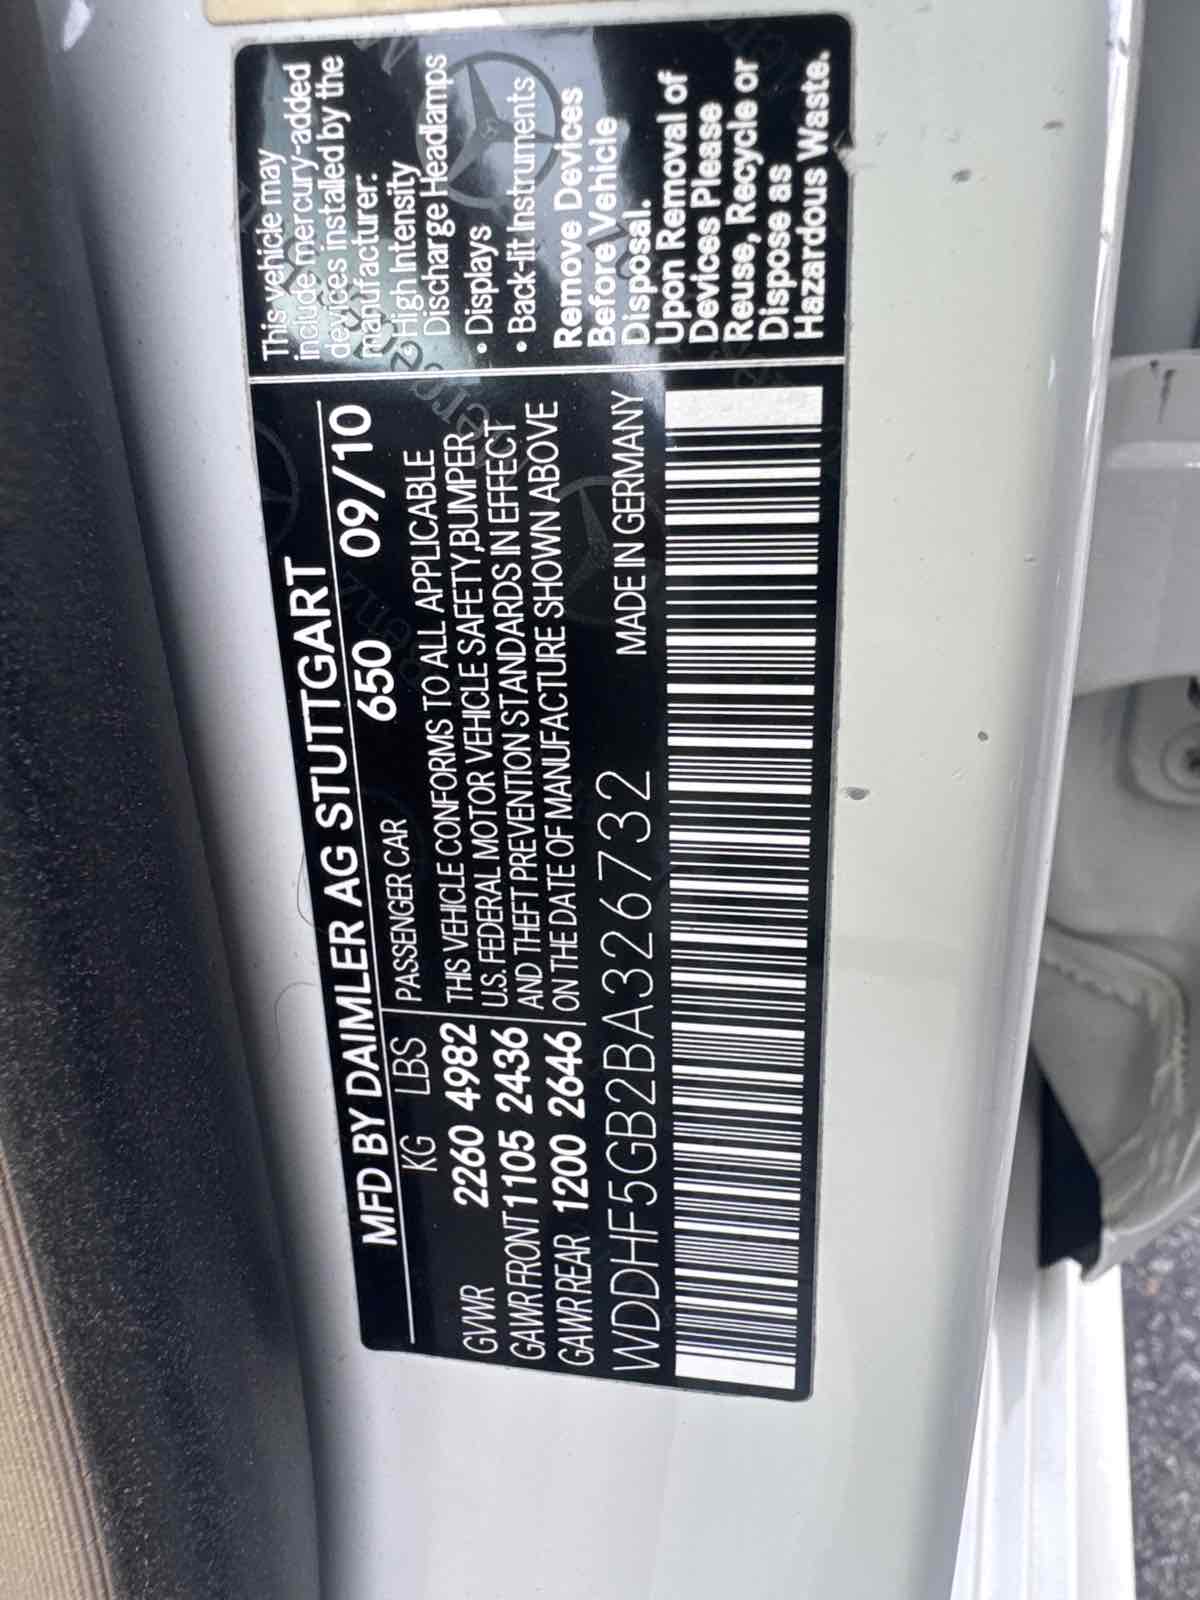 MFD BY DAIMLER AG STUTTGART
650 09/10
KG LBS PASSENGER CAR
GVWR 2260 4982
GAWR FRONT 1105 2436
GAWR REAR 1200 2646
THIS VEHICLE CONFORMS TO ALL APPLICABLE
U.S. FEDERAL MOTOR VEHICLE SAFETY,BUMPER
AND THEFT PREVENTION STANDARDS IN EFFECT
ON THE DATE OF MANUFACTURE SHOWN ABOVE
WDDHF5GB2BA326732 MADE IN GERMANY
This vehicle may
include mercury-added
devices installed by the
manufacturer:
• High Intensity
Discharge Headlamps
• Displays
• Back-lit Instruments
Remove Devices
Before Vehicle
Disposal.
Upon Removal of
Devices Please
Reuse, Recycle or
Dispose as
Hazardous Waste.